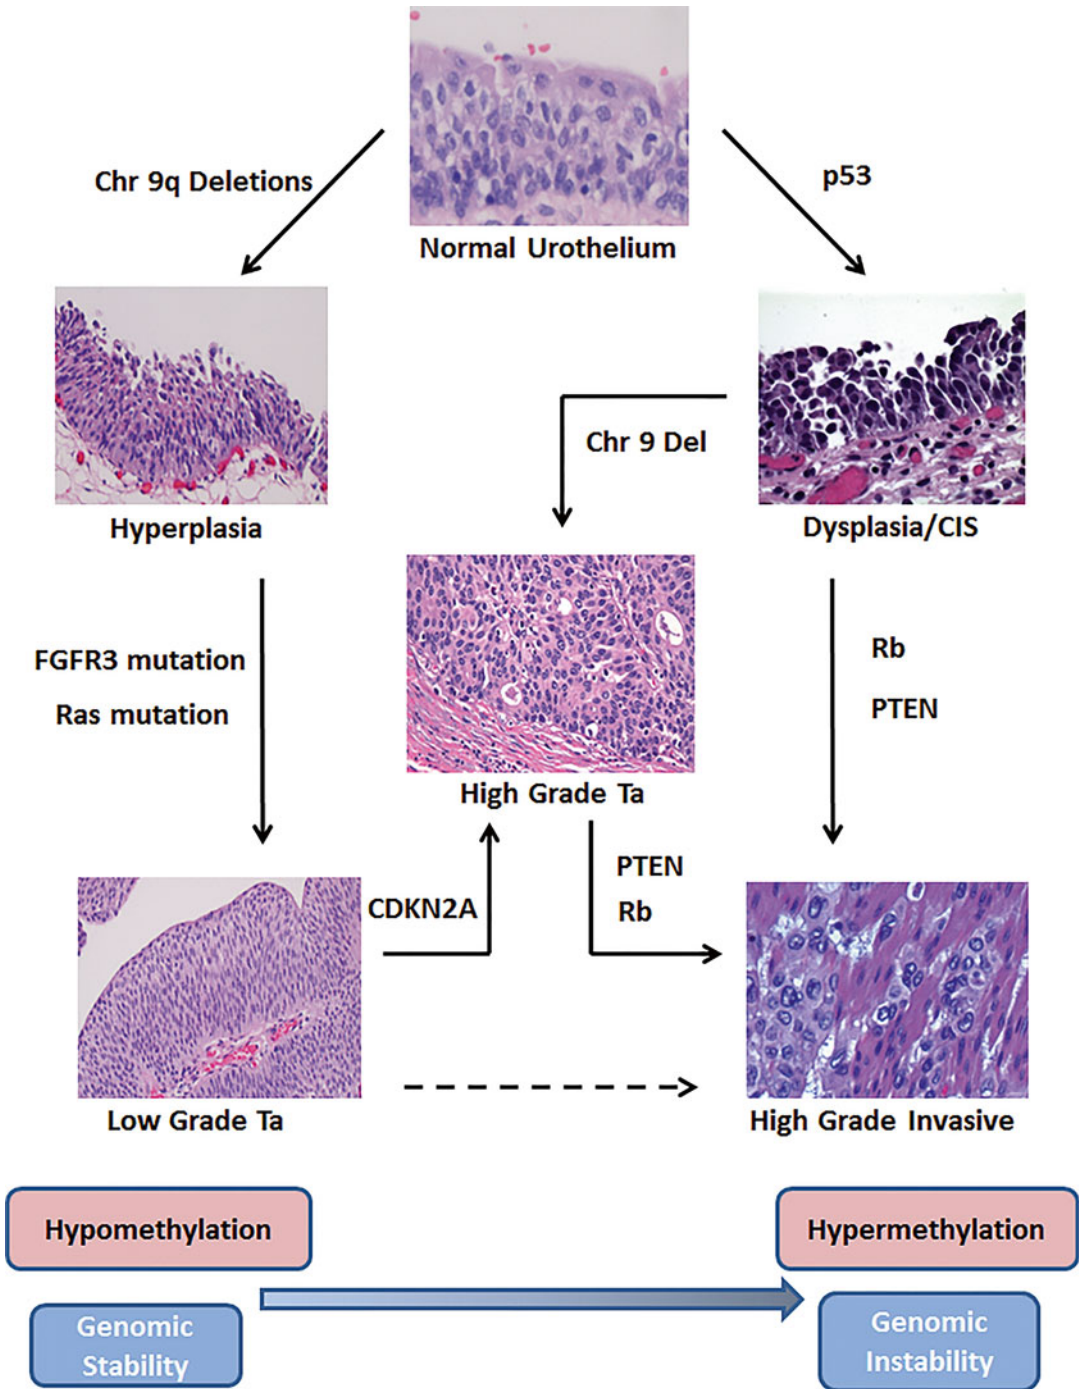 Normal Urothelium
Chr 9q Deletions
p53
Hyperplasia
Chr 9 Del
Dysplasia/CIS
FGFR3 mutation
Ras mutation
High Grade Ta
Rb
PTEN
CDKN2A
PTEN
Rb
Low Grade Ta
High Grade Invasive
Hypomethylation
Hypermethylation
Genomic
Stability
Genomic
Instability